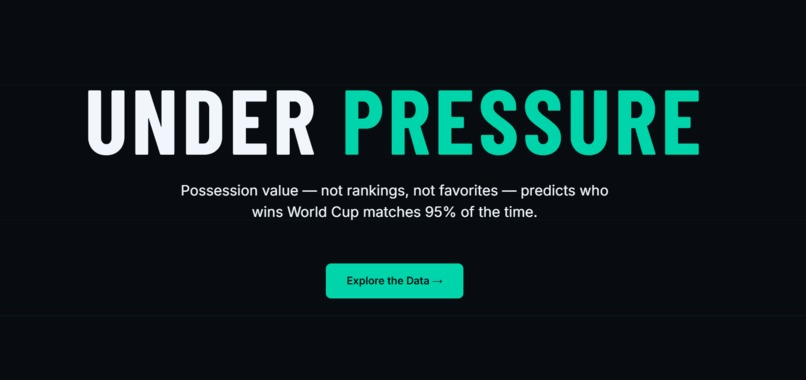 UNDER PRESSURE
Possession value — not rankings, not favorites — predicts who
wins World Cup matches 95% of the time.
Explore the Data →